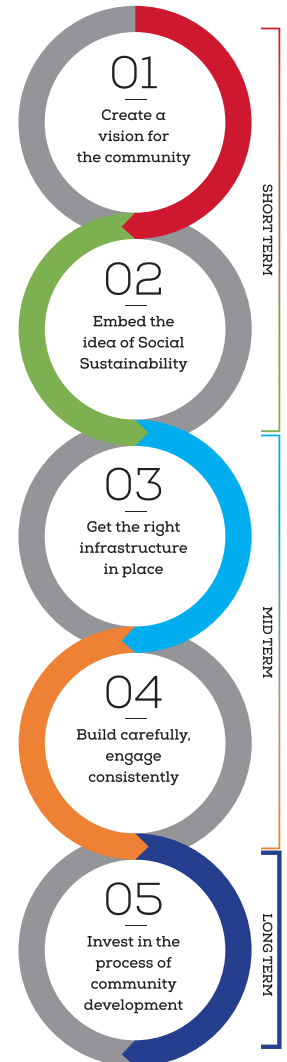 01
Create a
vision for
the community
02
Embed the
idea of Social
Sustainability
SHORT TERM
03
Get the right
infrastructure
in place
04
Build carefully,
engage
consistently
MID TERM
05
Invest in the
process of
community
development
LONG TERM